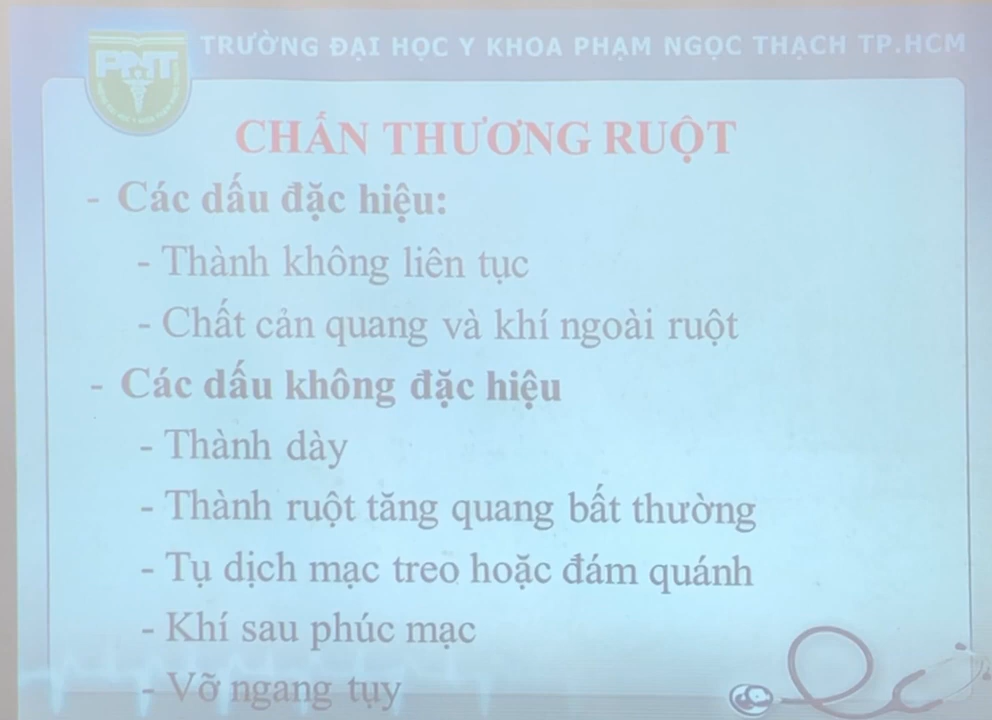 PNT
TRƯỜNG ĐẠI HỌC Y KHOA PHẠM NGỌC THẠCH TP.HCM
CHẤN THƯƠNG RUỘT
- Các dấu đặc hiệu:
- Thành không liên tục
- Chất cản quang và khí ngoài ruột
- Các dấu không đặc hiệu
- Thành dày
- Thành ruột tăng quang bất thường
- Tụ dịch mạc treo hoặc đám quánh
- Khí sau phúc mạc
- Vỡ ngang tụy